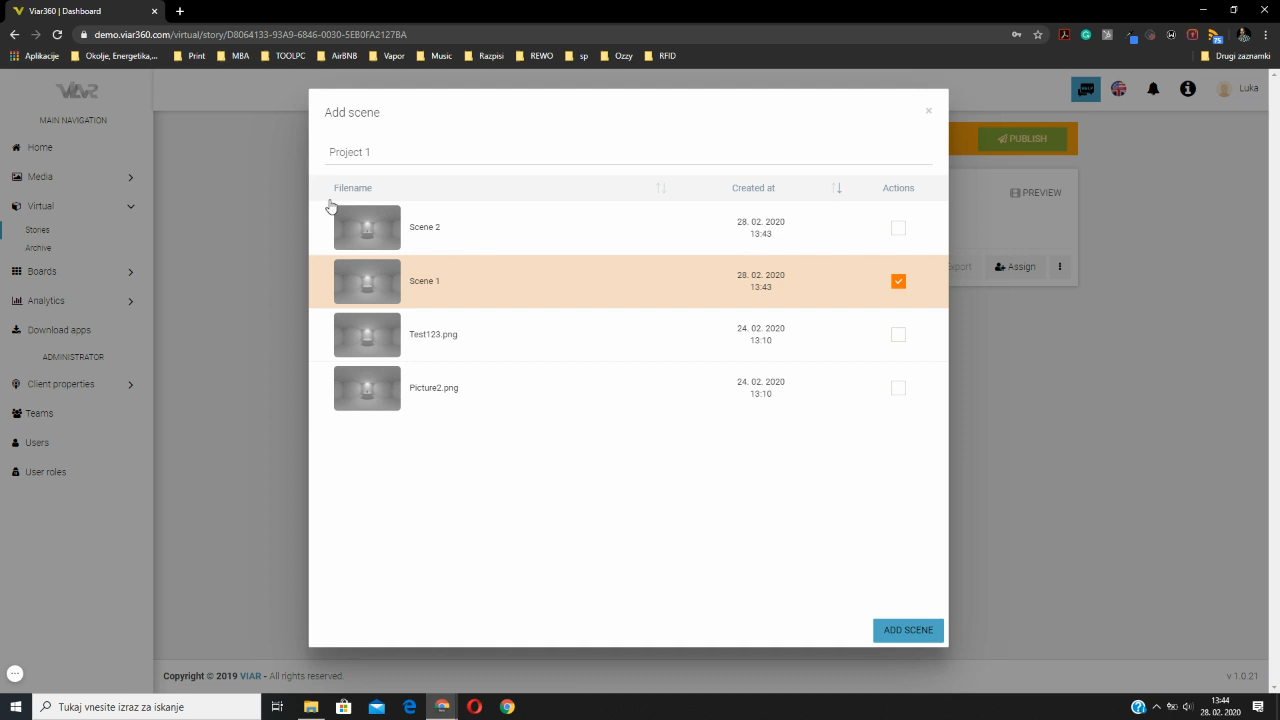 Viar360 | Dashboard
demo.viar360.com/virtual/story/D8064133-93A9-6846-0030-5EB0FA2127BA
Aplikacije
Okolje, Energetika,...
Print
MBA
TOOLPC
AirBNB
Vapor
Music
Razpisi
REWO
sp
Ozzy
RFID
Drugi zaznamki
VIAR
MAIN NAVIGATION
Home
Media
Virtual
Stories
Archive
Boards
Analytics
Download apps
ADMINISTRATOR
Client properties
Teams
Users
User roles
HELP
Luka
PUBLISH
PREVIEW
Export
Assign
Add scene
×
Project 1
Filename
Created at
Actions
Scene 2
28. 02. 2020
13:43
Scene 1
28. 02. 2020
13:43
Test123.png
24. 02. 2020
13:10
Picture2.png
24. 02. 2020
13:10
ADD SCENE
Copyright © 2019 VIAR - All rights reserved.
v 1.0.21
Tukaj vnesite izraz za iskanje
13:44
28. 02. 2020